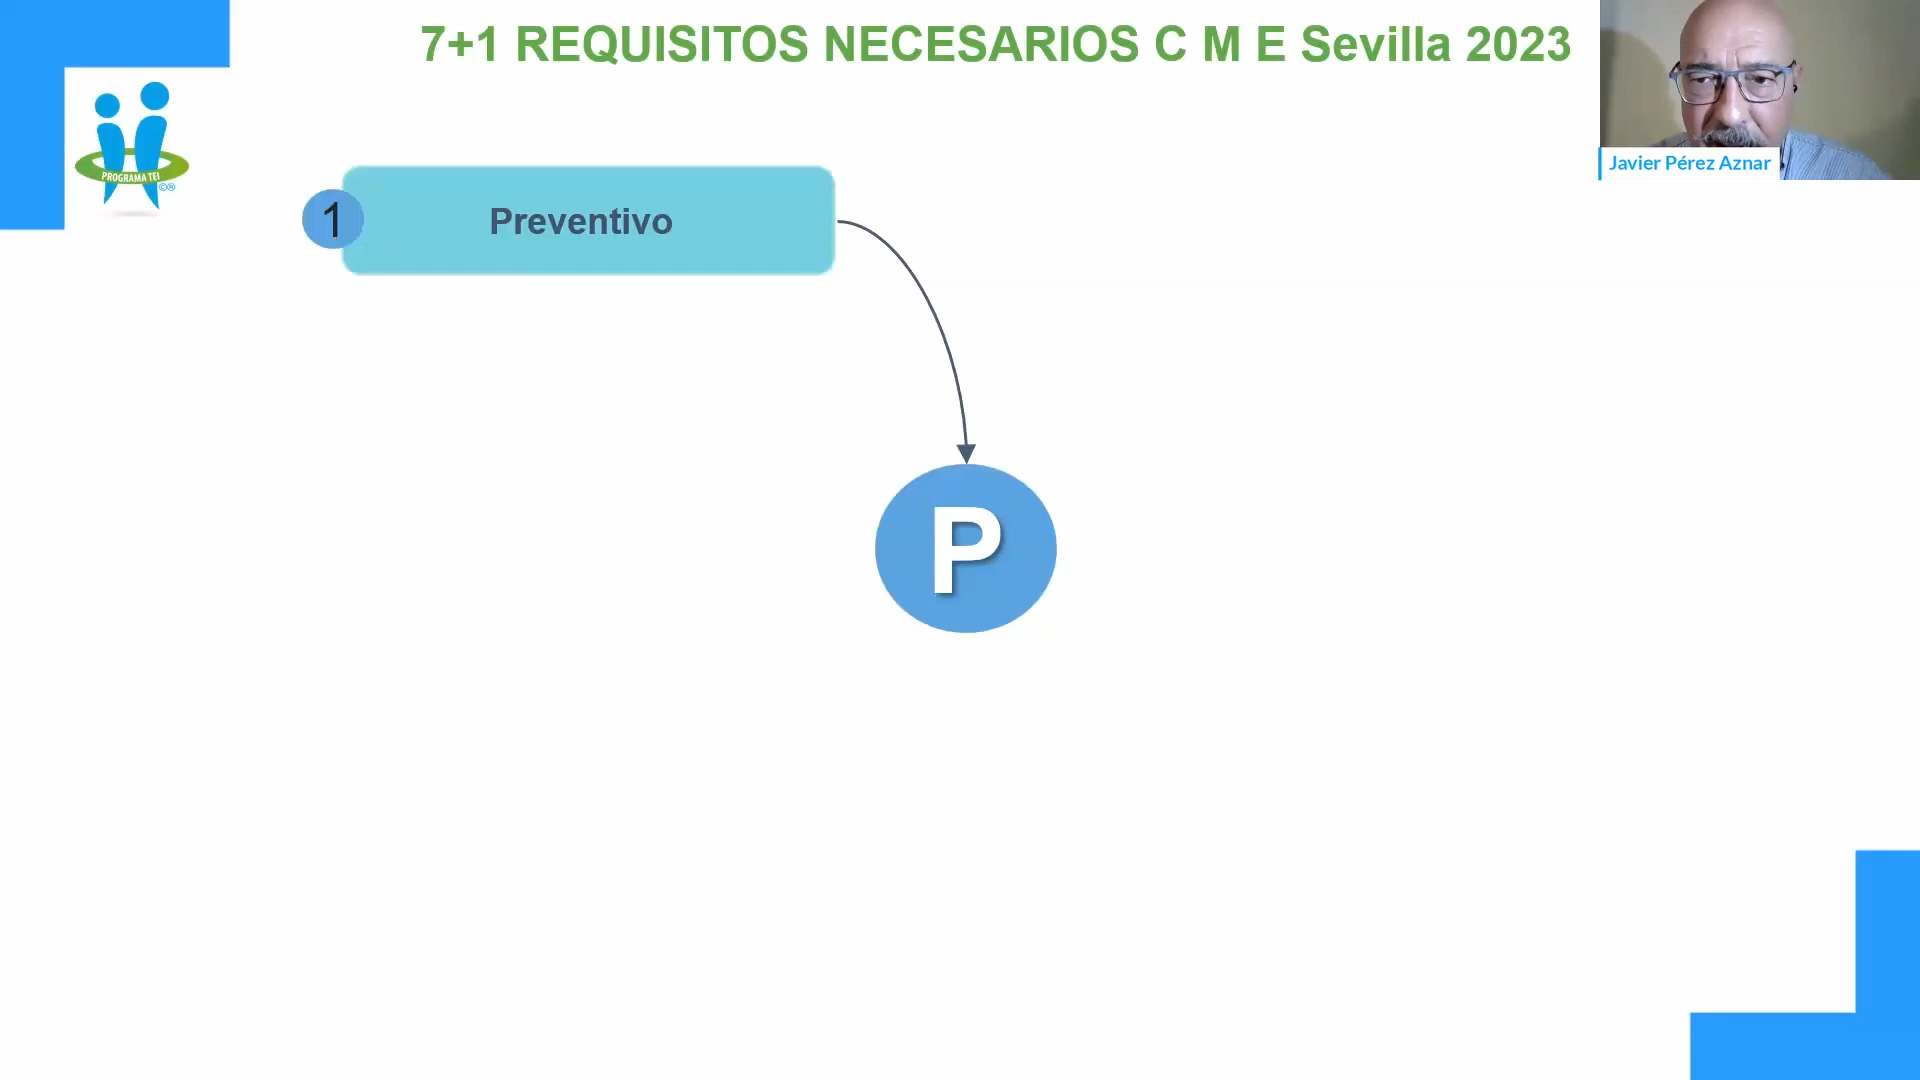 7+1 REQUISITOS NECESARIOS C M E Sevilla 2023
Javier Pérez Aznar
PROGRAMA TEI
©®
1
Preventivo
P